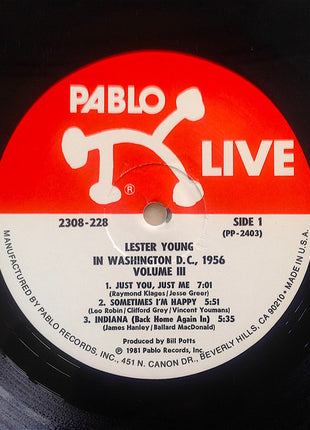 PABLO
LIVE
®
2308-228
SIDE 1
(PP-2403)
LESTER YOUNG
IN WASHINGTON D.C., 1956
VOLUME III
1. JUST YOU, JUST ME 7:01
(Raymond Klages/Jesse Greer)
2. SOMETIMES I'M HAPPY 5:51
(Leo Robin/Clifford Grey/Vincent Youmans)
3. INDIANA (Back Home Again In) 5:35
(James Hanley/Ballard MacDonald)
Produced by Bill Potts
℗ 1981 Pablo Records, Inc.
MANUFACTURED BY PABLO RECORDS, INC., 451 N. CANON DR., BEVERLY HILLS, CA 90210 • MADE IN U.S.A.